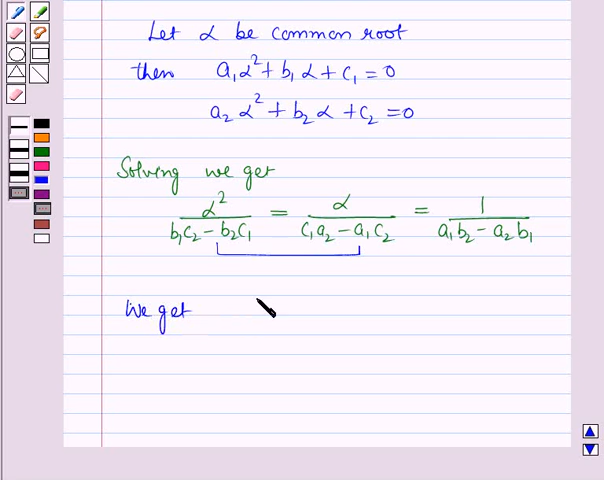 Let α be common root
then a₁α² + b₁α + c₁ = 0
a₂α² + b₂α + c₂ = 0
Solving we get
α²/(b₁c₂ − b₂c₁) = α/(c₁a₂ − a₁c₂) = 1/(a₁b₂ − a₂b₁)
We get